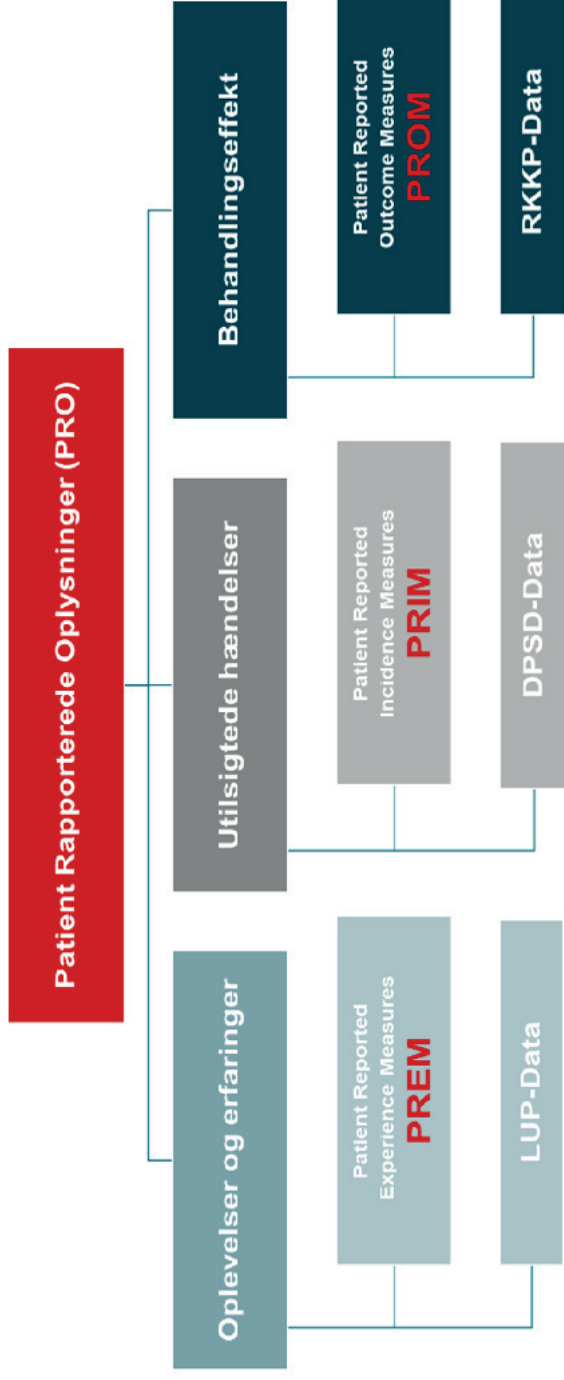 Patient Rapporterede Oplysninger (PRO)
Oplevelser og erfaringer
Patient Reported
Experience Measures
PREM
LUP-Data
Utilsigtede hændelser
Patient Reported
Incidence Measures
PRIM
DPSD-Data
Behandlingseffekt
Patient Reported
Outcome Measures
PROM
RKKP-Data